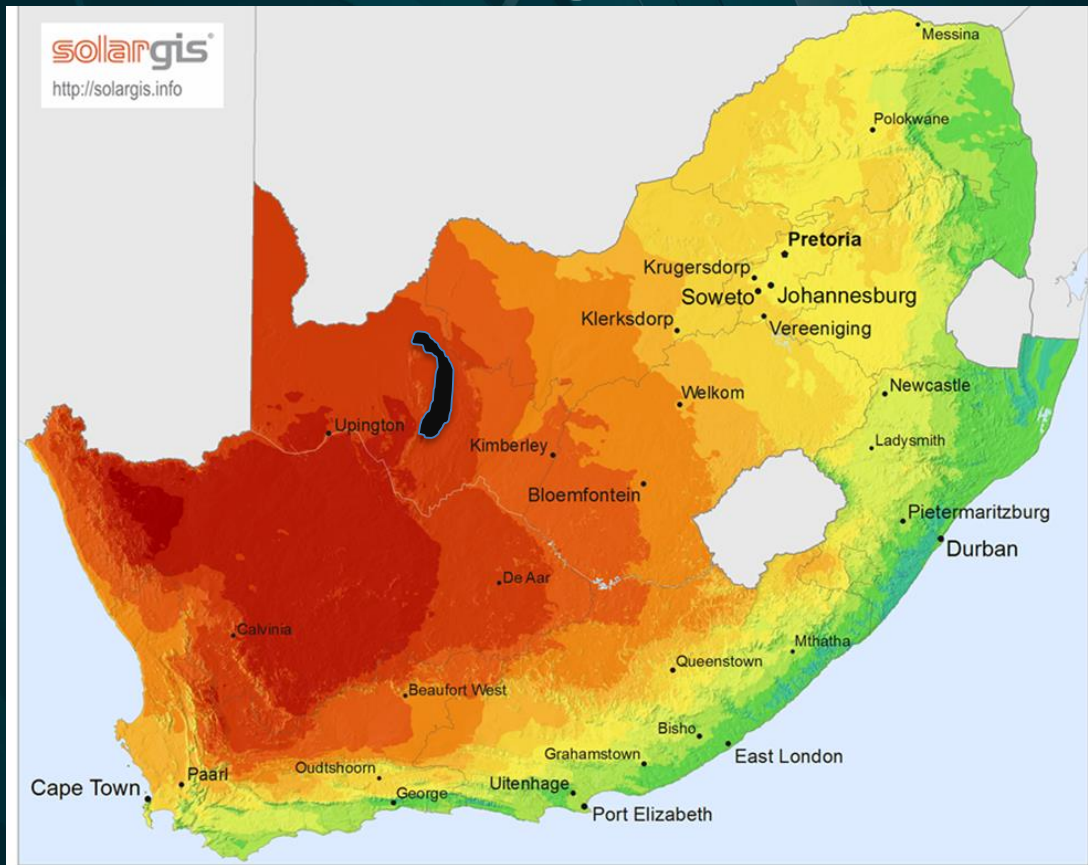 solargis
http://solargis.info
Messina
Polokwane
Pretoria
Krugersdorp
Soweto
Johannesburg
Klerksdorp
Vereeniging
Welkom
Newcastle
Upington
Kimberley
Ladysmith
Bloemfontein
Pietermaritzburg
Durban
De Aar
Calvinia
Mthatha
Queenstown
Beaufort West
Bisho
East London
Grahamstown
Oudtshoorn
Paarl
Cape Town
George
Uitenhage
Port Elizabeth